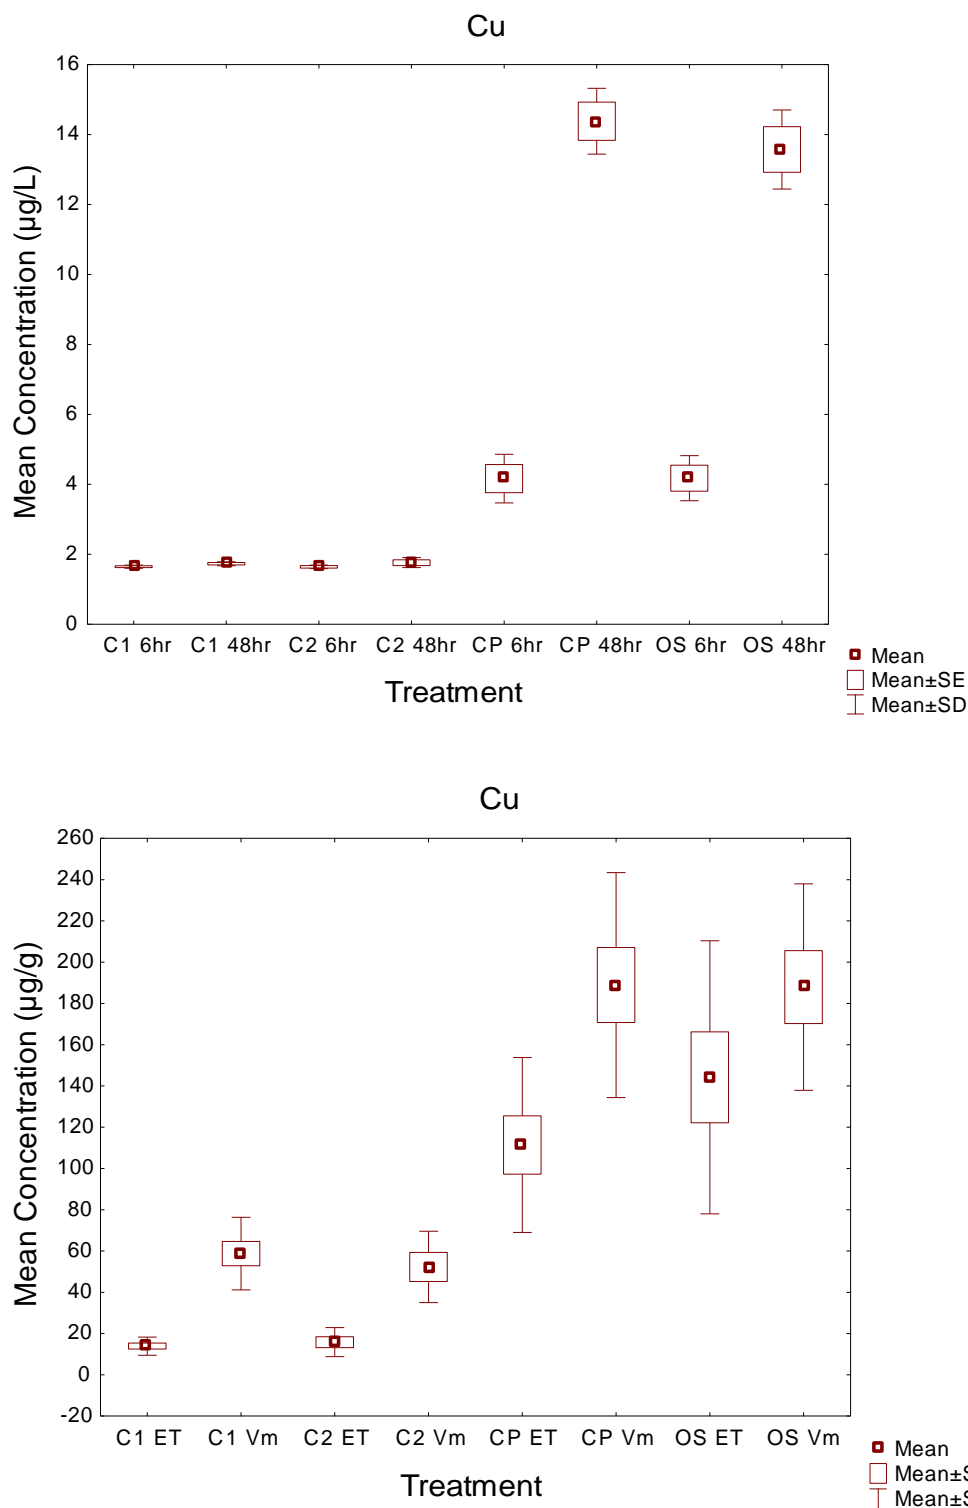 Cu
16
14
12
10
8
6
4
2
0
Mean Concentration (µg/L)
C1 6hr C1 48hr C2 6hr C2 48hr CP 6hr CP 48hr OS 6hr OS 48hr
Treatment
Mean
Mean±SE
Mean±SD
Cu
260
240
220
200
180
160
140
120
100
80
60
40
20
0
-20
Mean Concentration (µg/g)
C1 ET C1 Vm C2 ET C2 Vm CP ET CP Vm OS ET OS Vm
Treatment
Mean
Mean±S
Mean±S